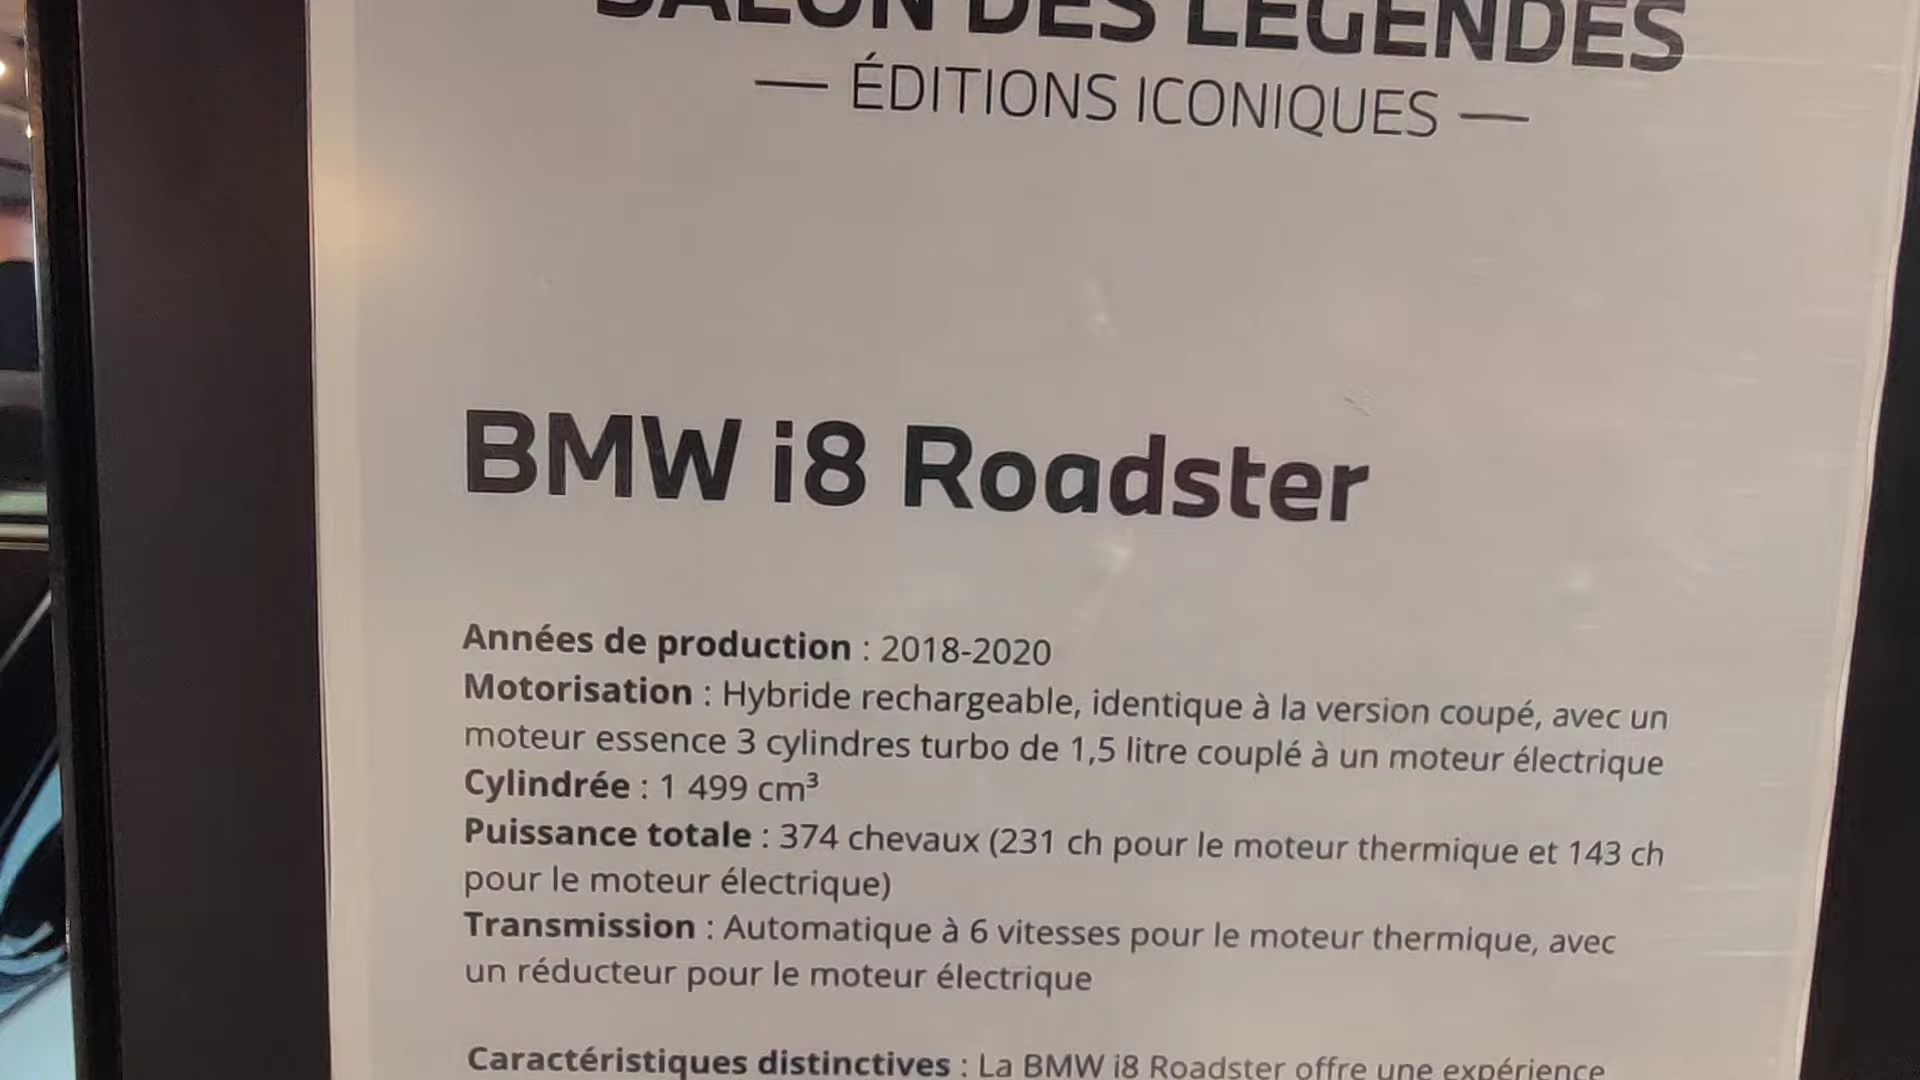 SALON DES LÉGENDES
— ÉDITIONS ICONIQUES —
BMW i8 Roadster
Années de production : 2018-2020
Motorisation : Hybride rechargeable, identique à la version coupé, avec un
moteur essence 3 cylindres turbo de 1,5 litre couplé à un moteur électrique
Cylindrée : 1 499 cm³
Puissance totale : 374 chevaux (231 ch pour le moteur thermique et 143 ch
pour le moteur électrique)
Transmission : Automatique à 6 vitesses pour le moteur thermique, avec
un réducteur pour le moteur électrique
Caractéristiques distinctives : La BMW i8 Roadster offre une expérience